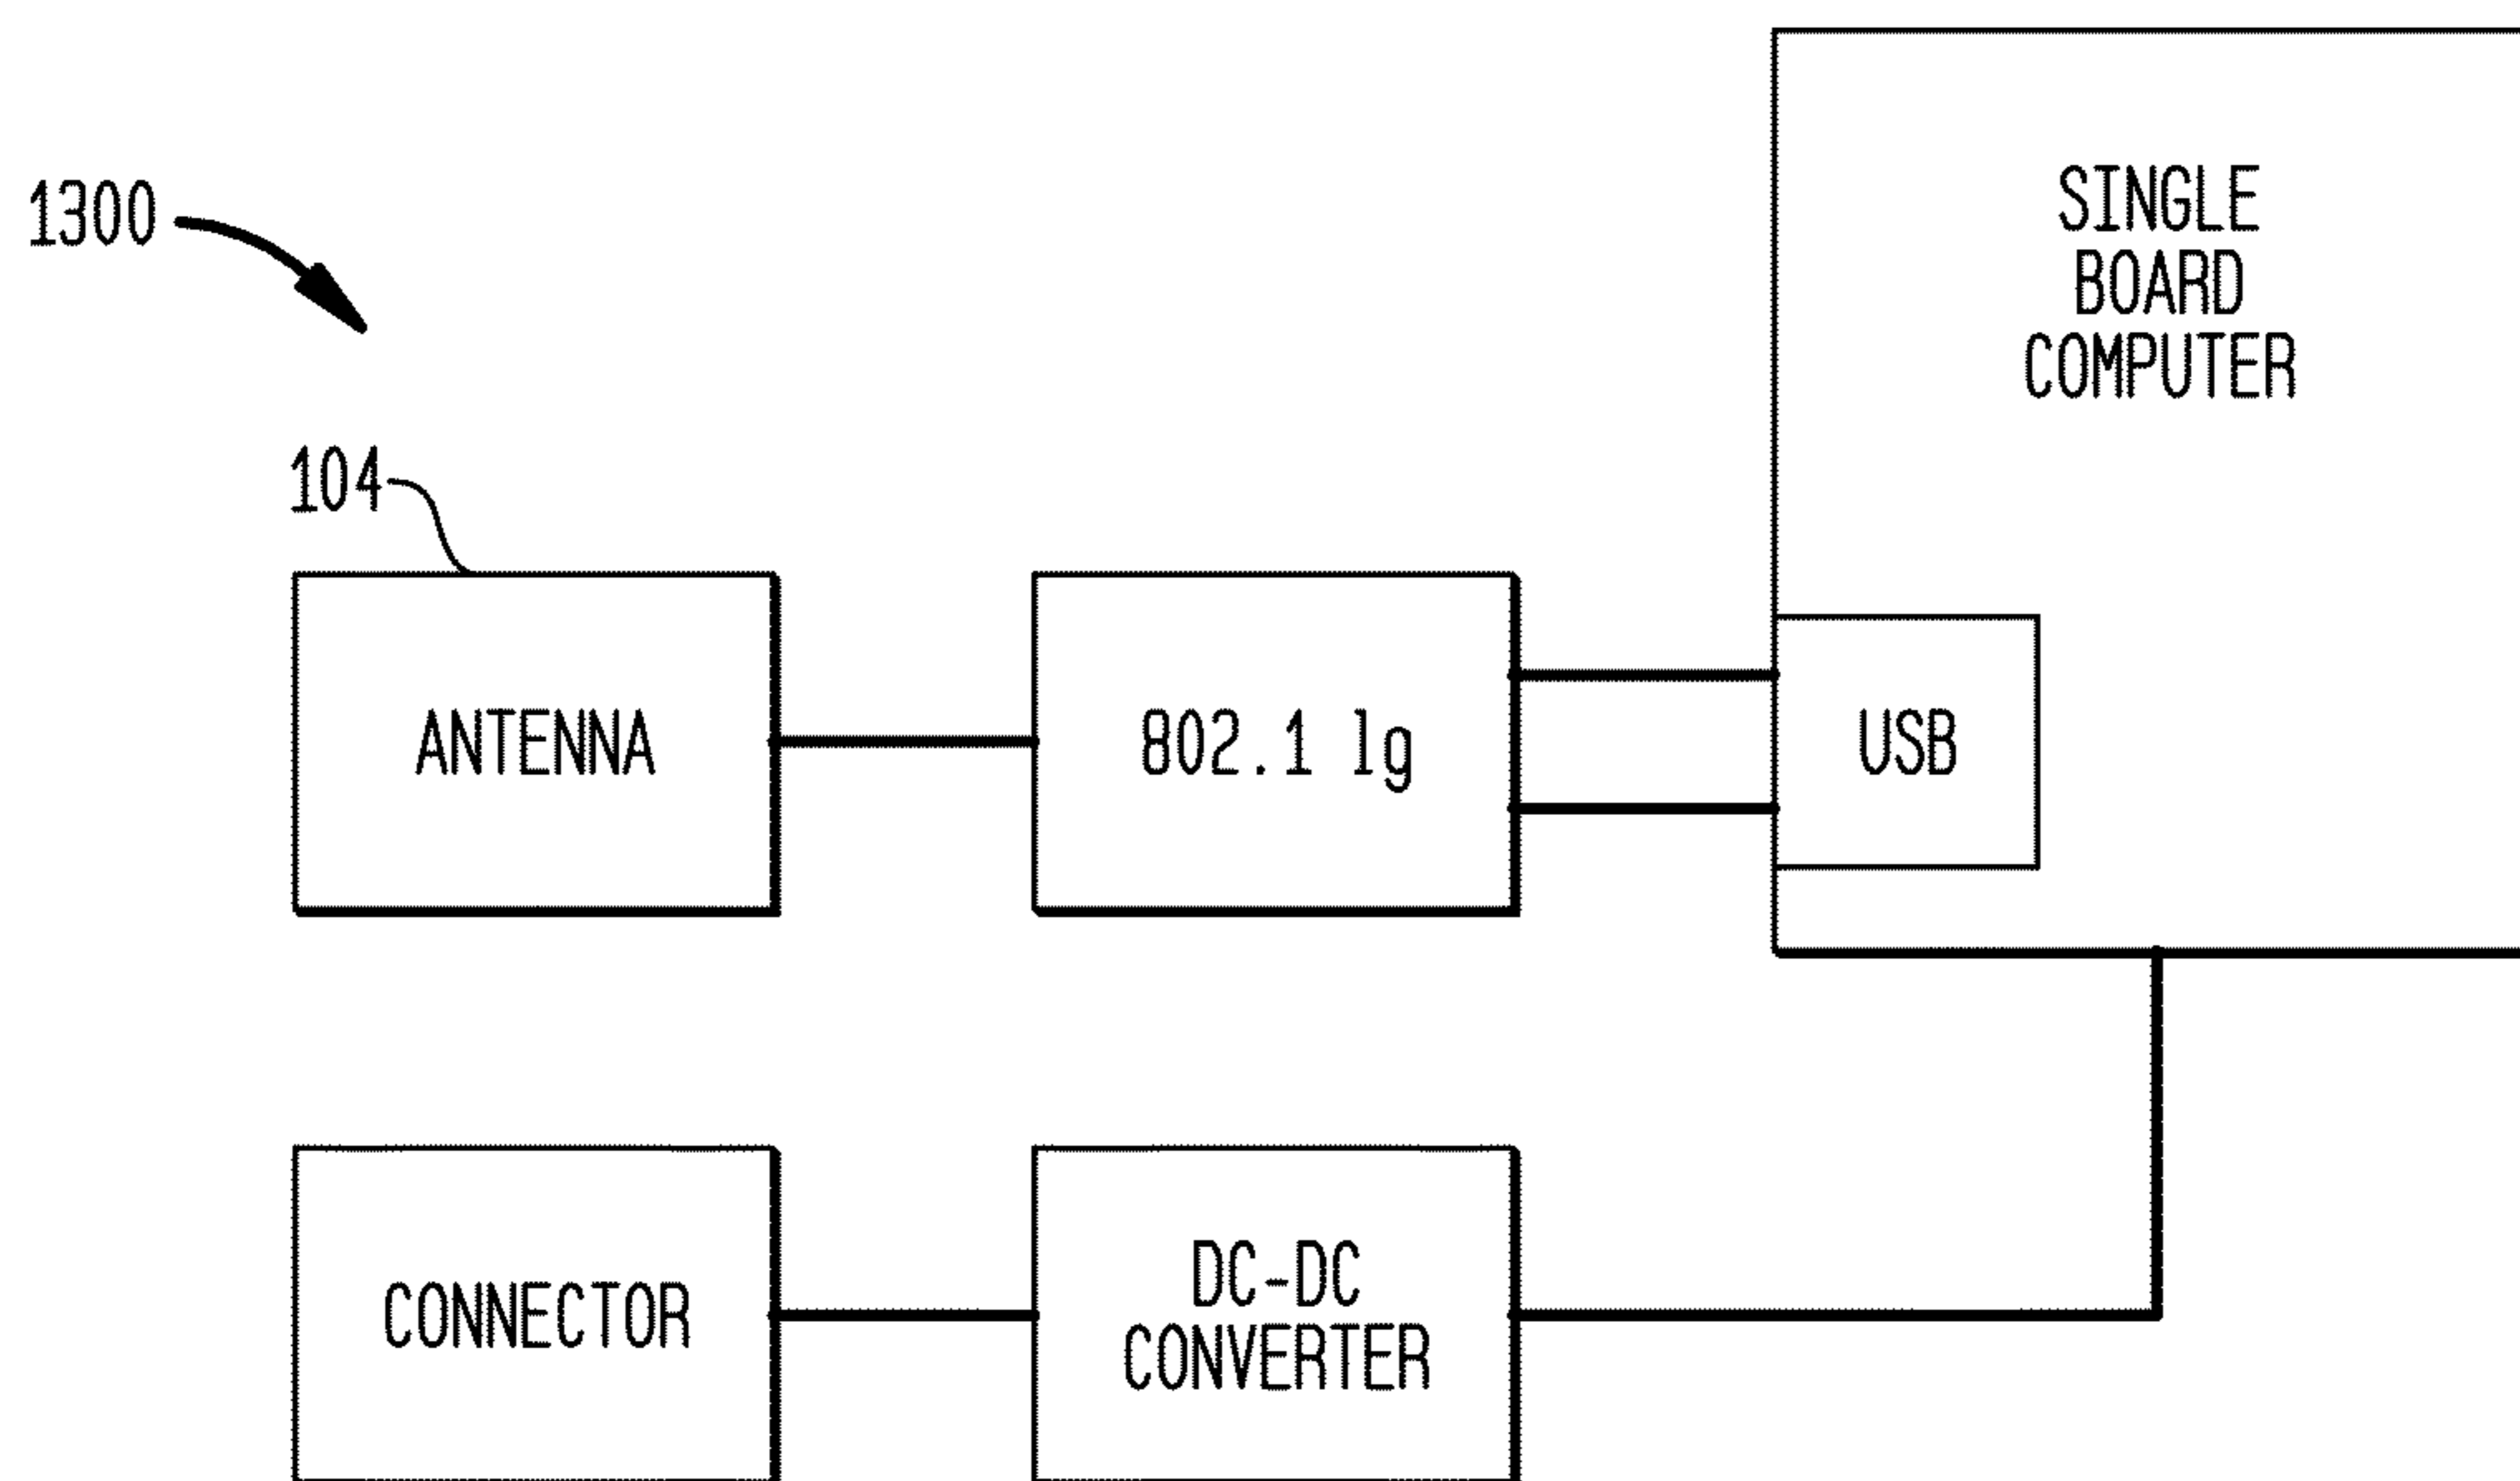 1300
SINGLE
BOARD
COMPUTER
104
ANTENNA
802.1 1g
USB
CONNECTOR
DC-DC
CONVERTER